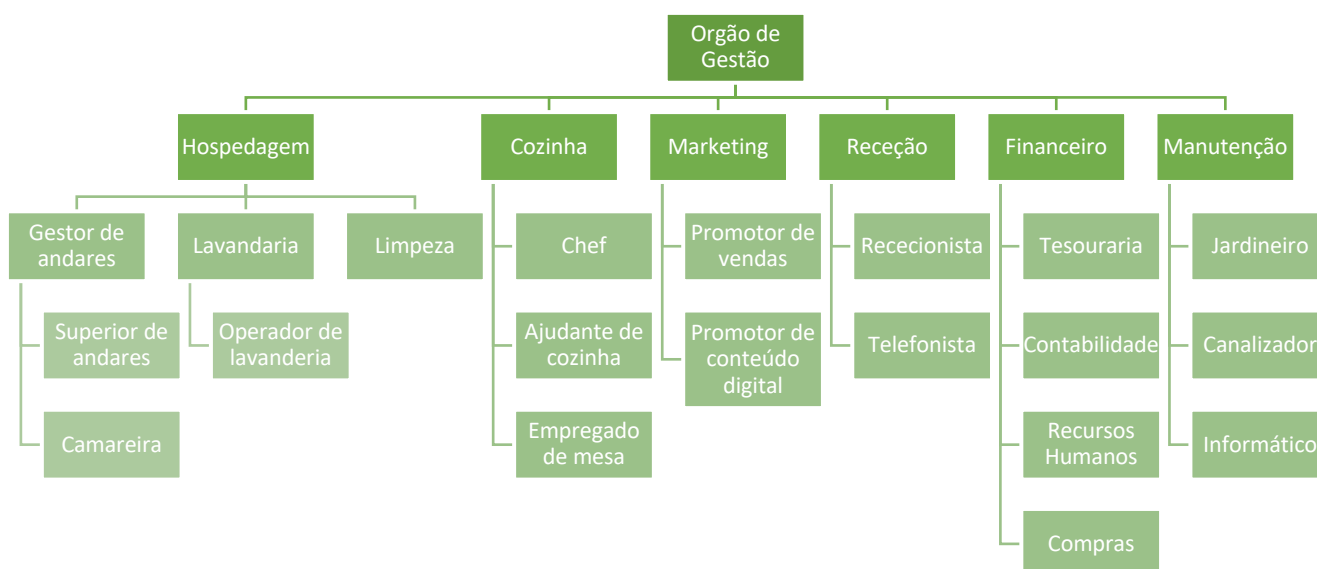 Orgão de
Gestão
Hospedagem
Cozinha
Marketing
Receção
Financeiro
Manutenção
Gestor de
andares
Lavandaria
Limpeza
Chef
Promotor de
vendas
Rececionista
Tesouraria
Jardineiro
Superior de
andares
Operador de
lavanderia
Ajudante de
cozinha
Promotor de
conteúdo
digital
Telefonista
Contabilidade
Canalizador
Camareira
Empregado
de mesa
Recursos
Humanos
Informático
Compras